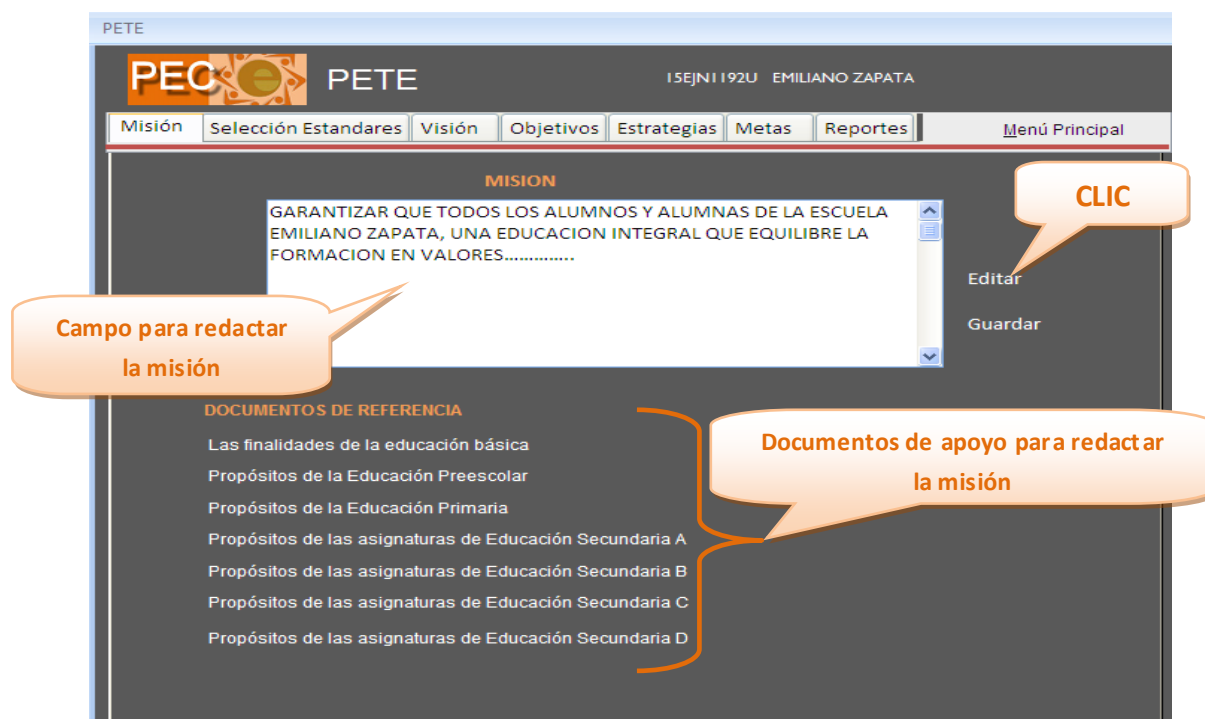 PETE
PEC e PETE 15EJN1192U EMILIANO ZAPATA
Misión Selección Estandares Visión Objetivos Estrategias Metas Reportes Menú Principal
MISION
CLIC
GARANTIZAR QUE TODOS LOS ALUMNOS Y ALUMNAS DE LA ESCUELA
EMILIANO ZAPATA, UNA EDUCACION INTEGRAL QUE EQUILIBRE LA
FORMACION EN VALORES..............
Editar
Guardar
Campo para redactar
la misión
DOCUMENTOS DE REFERENCIA
Las finalidades de la educación básica
Propósitos de la Educación Preescolar
Propósitos de la Educación Primaria
Propósitos de las asignaturas de Educación Secundaria A
Propósitos de las asignaturas de Educación Secundaria B
Propósitos de las asignaturas de Educación Secundaria C
Propósitos de las asignaturas de Educación Secundaria D
Documentos de apoyo para redactar
la misión